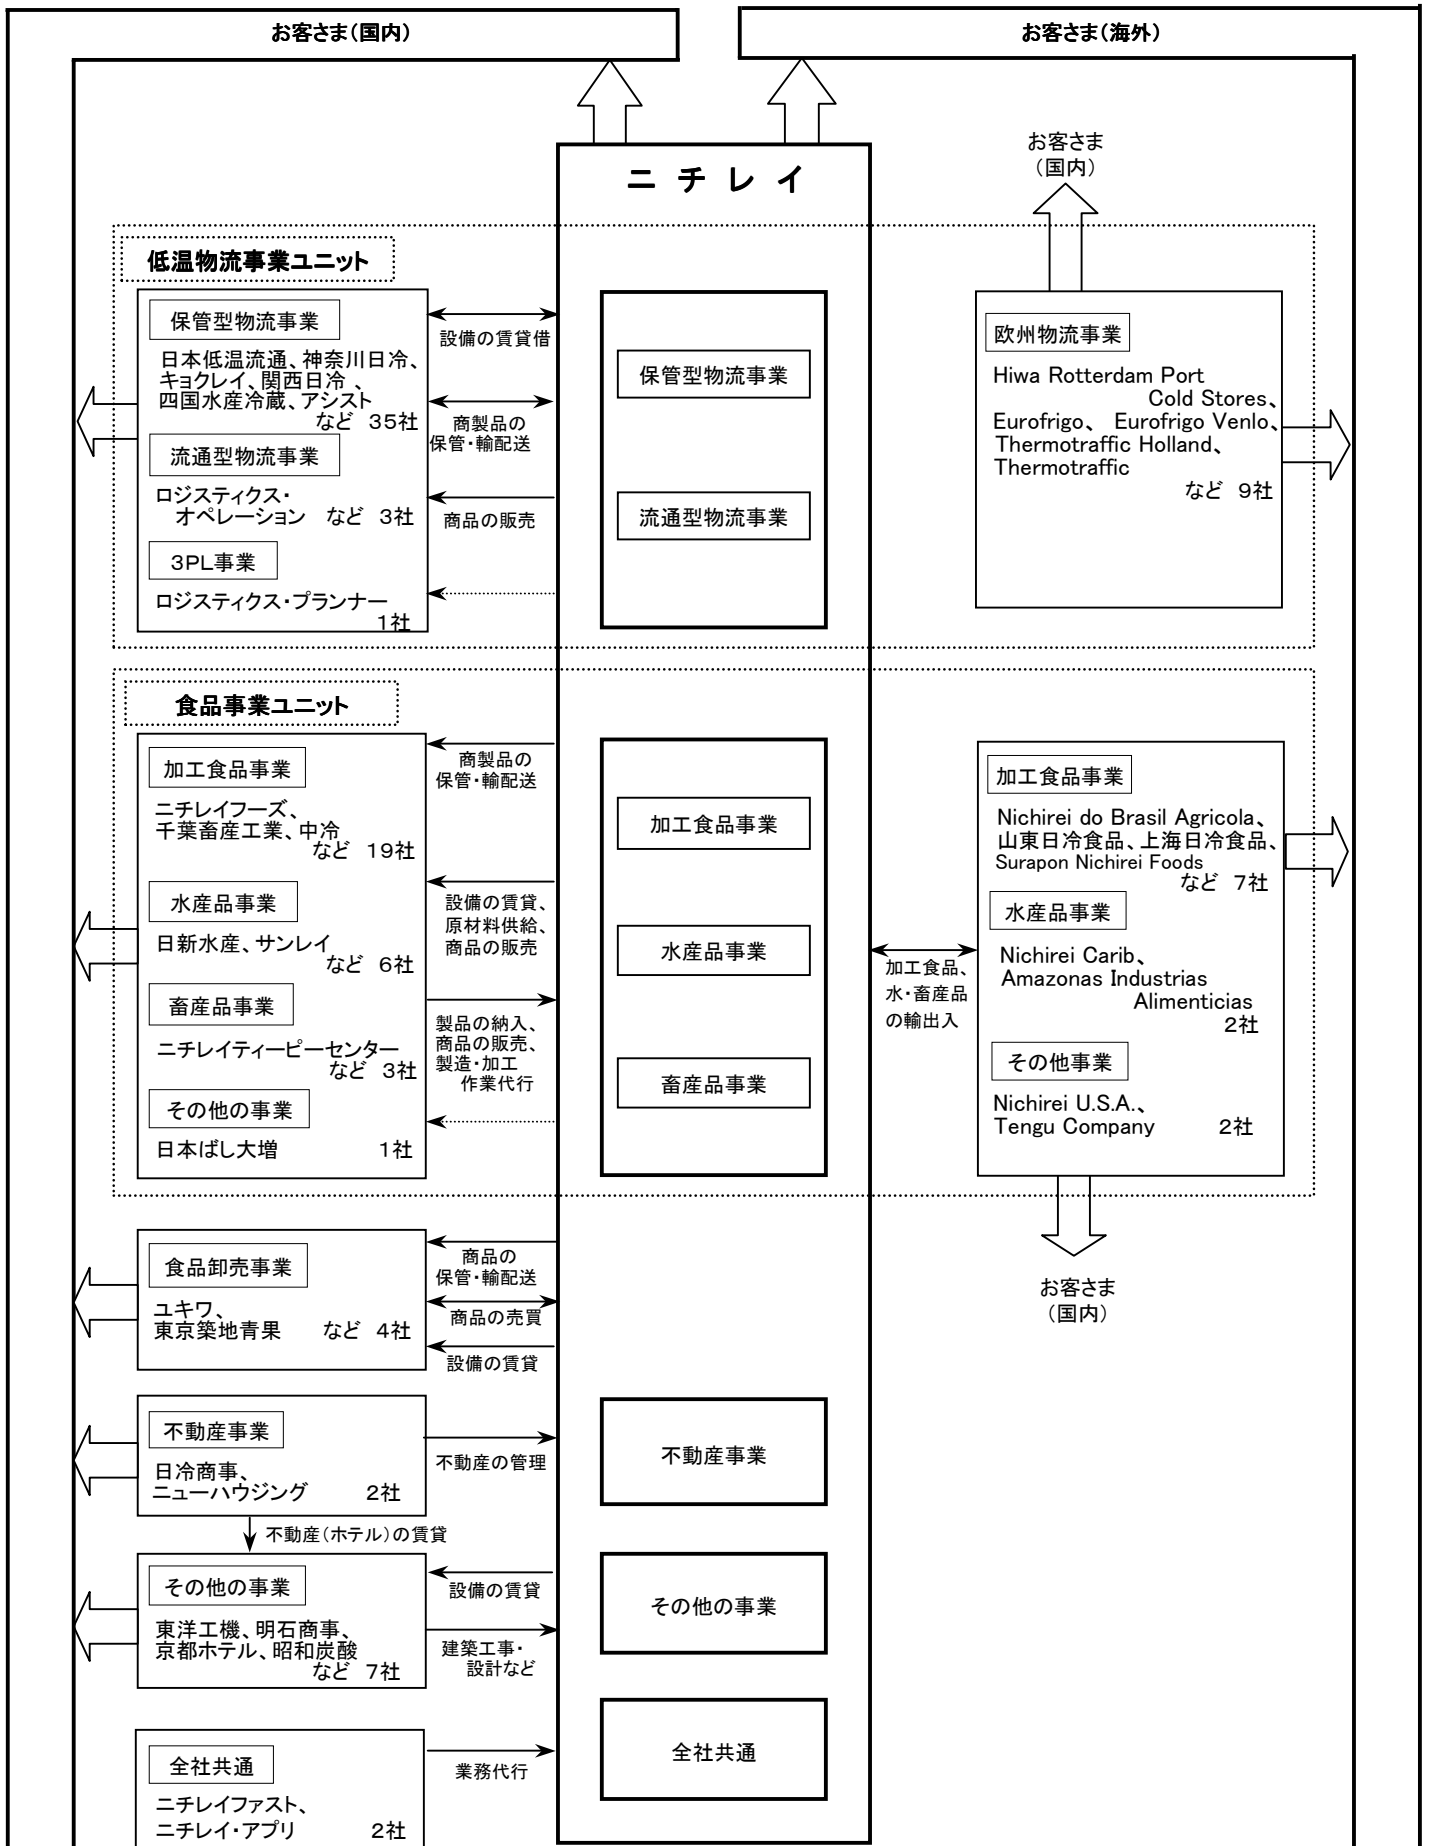 お客さま(国内)
お客さま(海外)
ニチレイ
お客さま
(国内)
低温物流事業ユニット
保管型物流事業
日本低温流通、神奈川日冷、
キョクレイ、関西日冷 、
四国水産冷蔵、アシスト
など 35社
流通型物流事業
ロジスティクス・
オペレーション など 3社
3PL事業
ロジスティクス・プランナー
1社
設備の賃貸借
商製品の
保管・輸配送
商品の販売
保管型物流事業
流通型物流事業
欧州物流事業
Hiwa Rotterdam Port
Cold Stores、
Eurofrigo、 Eurofrigo Venlo、
Thermotraffic Holland、
Thermotraffic
など 9社
食品事業ユニット
加工食品事業
ニチレイフーズ、
千葉畜産工業、中冷
など 19社
水産品事業
日新水産、サンレイ
など 6社
畜産品事業
ニチレイティーピーセンター
など 3社
その他の事業
日本ばし大増 1社
商製品の
保管・輸配送
設備の賃貸、
原材料供給、
商品の販売
製品の納入、
商品の販売、
製造・加工
作業代行
加工食品事業
水産品事業
畜産品事業
加工食品、
水・畜産品
の輸出入
加工食品事業
Nichirei do Brasil Agricola、
山東日冷食品、上海日冷食品、
Surapon Nichirei Foods
など 7社
水産品事業
Nichirei Carib、
Amazonas Industrias
Alimenticias
2社
その他事業
Nichirei U.S.A.、
Tengu Company 2社
お客さま
(国内)
食品卸売事業
ユキワ、
東京築地青果 など 4社
商品の
保管・輸配送
商品の売買
設備の賃貸
不動産事業
日冷商事、
ニューハウジング 2社
不動産の管理
不動産事業
不動産(ホテル)の賃貸
その他の事業
東洋工機、明石商事、
京都ホテル、昭和炭酸
など 7社
設備の賃貸
建築工事・
設計など
その他の事業
全社共通
ニチレイファスト、
ニチレイ・アプリ 2社
業務代行
全社共通